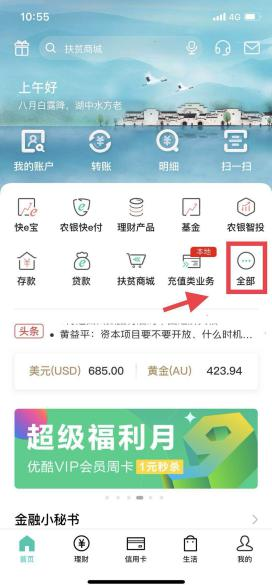 10:55
4G
扶贫商城
上午好
八月白露降,湖中水方老
我的账户 转账 明细 扫一扫
快e宝 农银快e付 理财产品 基金 农银智投
本地
存款 贷款 扶贫商城 充值类业务 全部
头条
黄益平:资本项目要不要开放、什么时机...
美元(USD) 685.00 黄金(AU) 423.94
超级福利月
优酷VIP会员周卡 1元秒杀
金融小秘书
首页 理财 信用卡 生活 我的